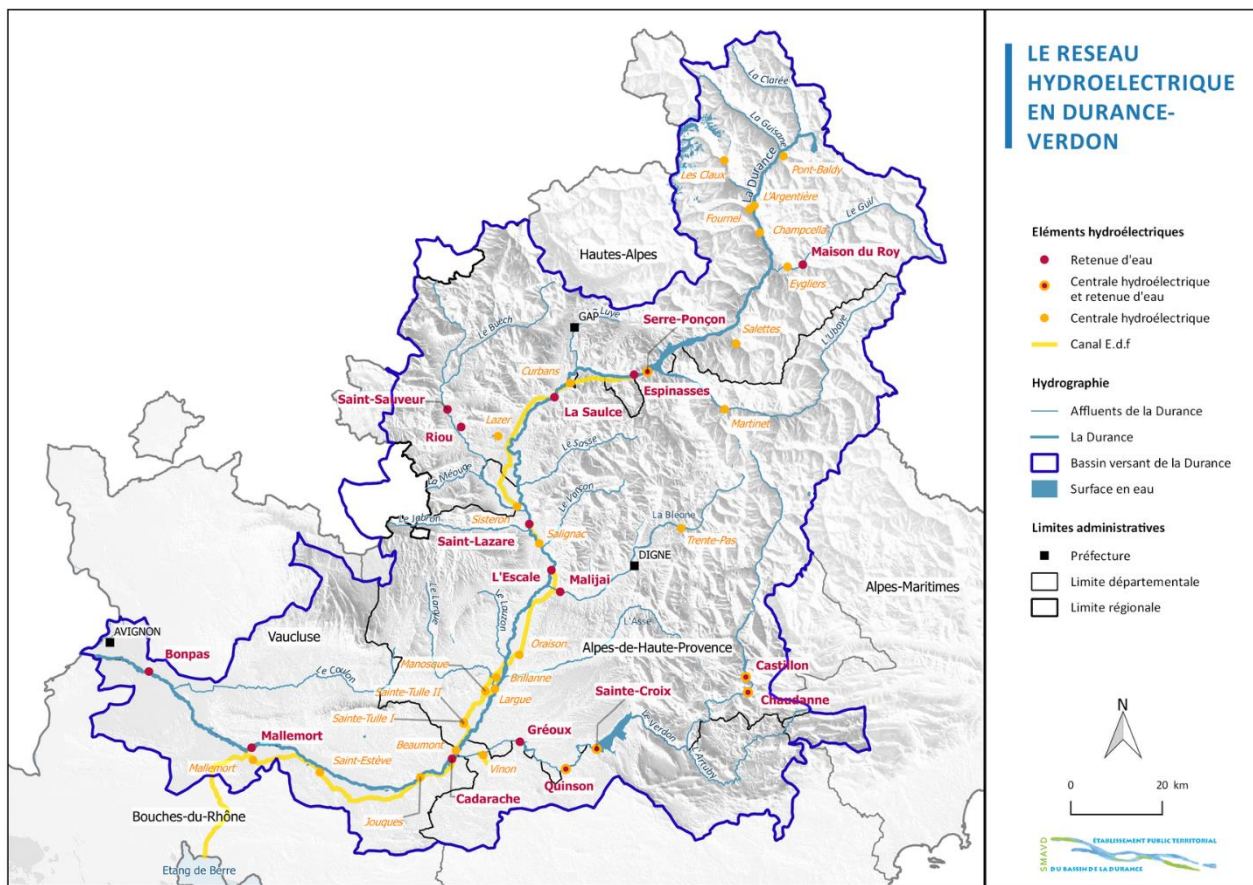 LE RESEAU
HYDROELECTRIQUE
EN DURANCE-
VERDON
Eléments hydroélectriques
Retenue d'eau
Centrale hydroélectrique
et retenue d'eau
Centrale hydroélectrique
Canal E.d.f
Hydrographie
Affluents de la Durance
La Durance
Bassin versant de la Durance
Surface en eau
Limites administratives
Préfecture
Limite départementale
Limite régionale
N
0 20 km
SMAVD
ÉTABLISSEMENT PUBLIC TERRITORIAL
DU BASSIN DE LA DURANCE
La Clarée
La Guisane
La Durance
Pont-Baldy
Les Claux
L'Argentière
Fournel
Le Guil
Champcella
Hautes-Alpes
Maison du Roy
Eygliers
GAP
La Luye
Serre-Ponçon
Le Buëch
Salettes
L'Ubaye
Curbans
Espinasses
Saint-Sauveur
La Saulce
Martinet
Lazer
Riou
Le Sasse
La Méouge
Le Vanson
Sisteron
La Bléone
Le Jabron
Saint-Lazare
Salignac
Trente-Pas
DIGNE
L'Escale
Malijai
Alpes-Maritimes
Le Largue
Le Lauzon
L'Asse
AVIGNON
Vaucluse
Oraison
Alpes-de-Haute-Provence
Bonpas
Manosque
Le Coulon
Brillanne
Castillon
Sainte-Tulle II
Largue
Sainte-Croix
Chaudanne
Sainte-Tulle I
Le Verdon
Mallemort
Beaumont
Gréoux
L'Artuby
Mallemort
Saint-Estève
Vinon
Quinson
Cadarache
Bouches-du-Rhône
Jouques
Etang de Berre